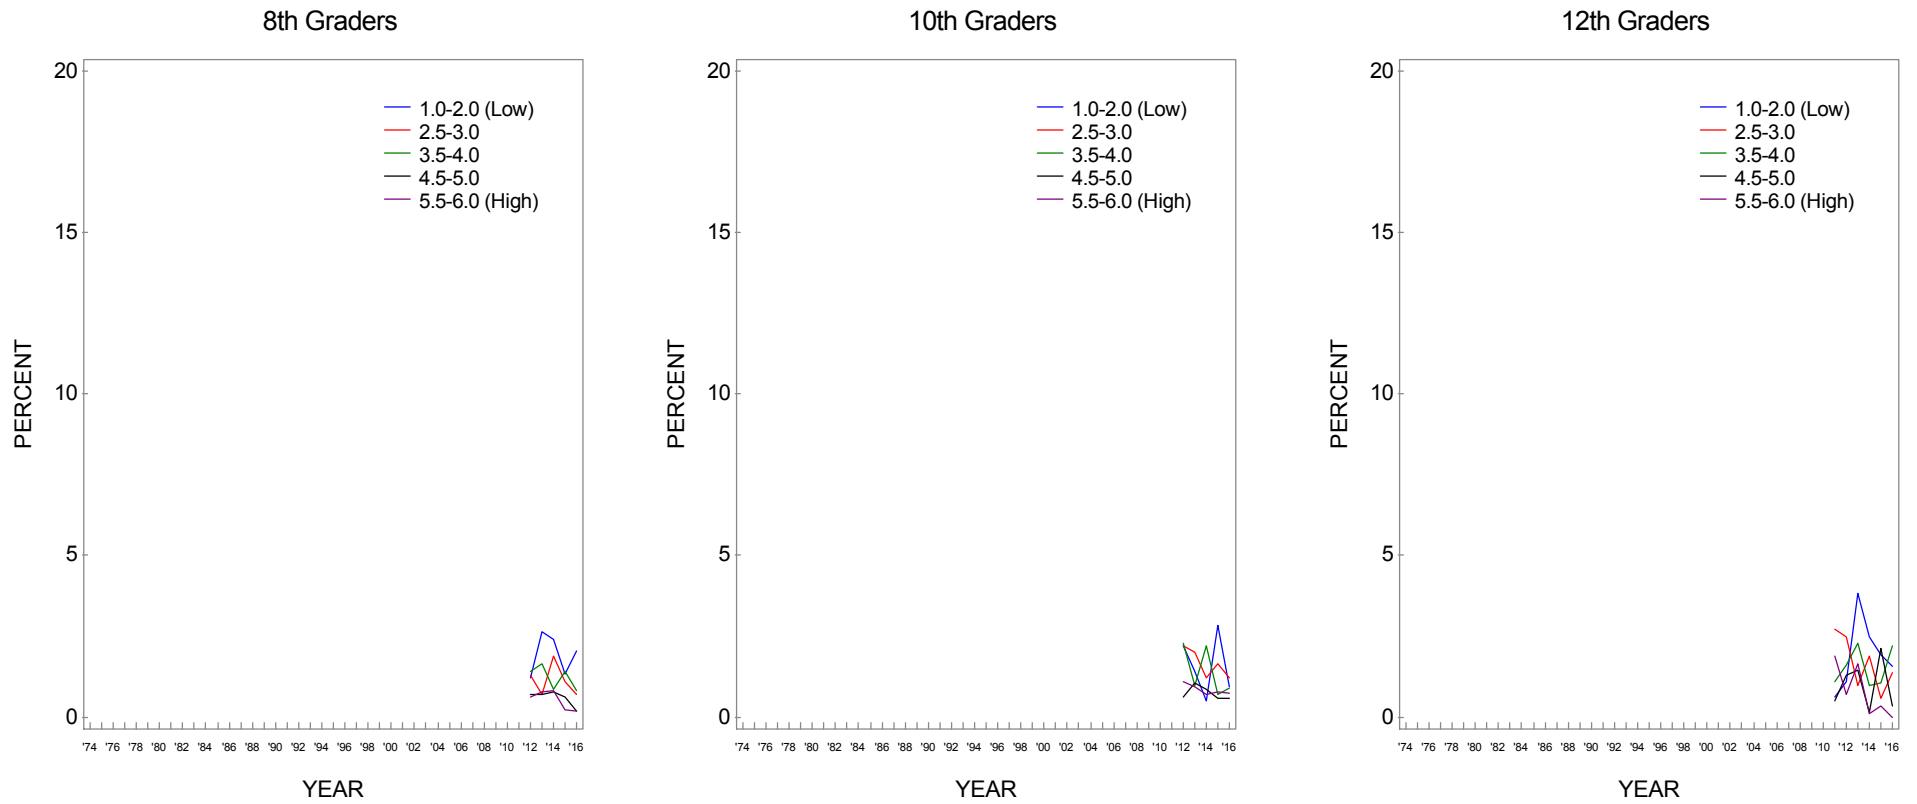 8th Graders
20
15
10
5
0
PERCENT
1.0-2.0 (Low)
2.5-3.0
3.5-4.0
4.5-5.0
5.5-6.0 (High)
'74 '76 '78 '80 '82 '84 '86 '88 '90 '92 '94 '96 '98 '00 '02 '04 '06 '08 '10 '12 '14 '16
YEAR
10th Graders
20
15
10
5
0
PERCENT
1.0-2.0 (Low)
2.5-3.0
3.5-4.0
4.5-5.0
5.5-6.0 (High)
'74 '76 '78 '80 '82 '84 '86 '88 '90 '92 '94 '96 '98 '00 '02 '04 '06 '08 '10 '12 '14 '16
YEAR
12th Graders
20
15
10
5
0
PERCENT
1.0-2.0 (Low)
2.5-3.0
3.5-4.0
4.5-5.0
5.5-6.0 (High)
'74 '76 '78 '80 '82 '84 '86 '88 '90 '92 '94 '96 '98 '00 '02 '04 '06 '08 '10 '12 '14 '16
YEAR